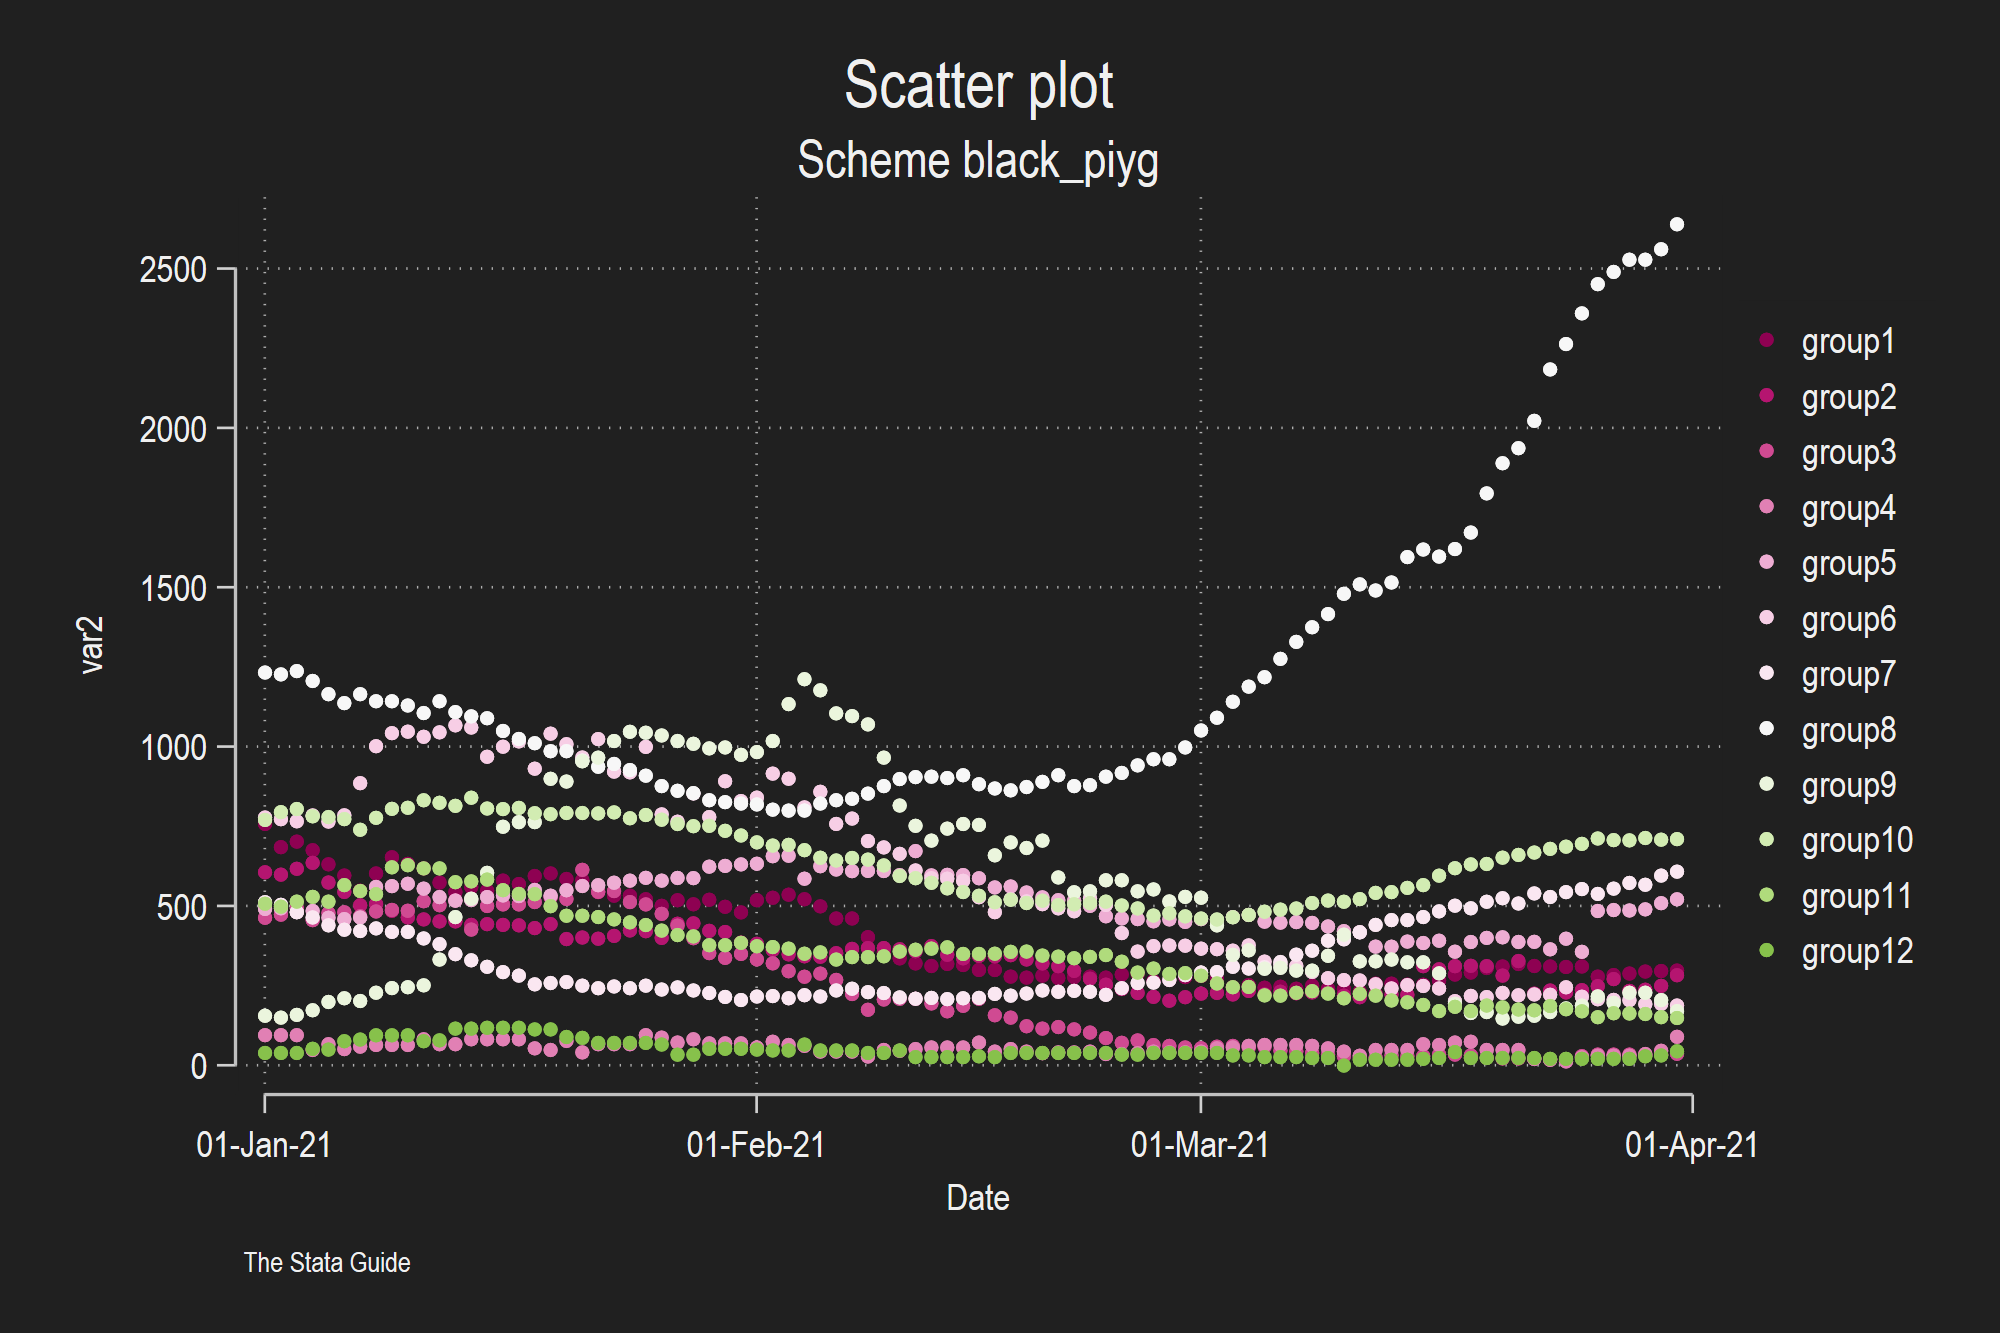 Scatter plot
Scheme black_piyg
2500
2000
1500
1000
500
0
var2
01-Jan-21
01-Feb-21
01-Mar-21
01-Apr-21
Date
group1
group2
group3
group4
group5
group6
group7
group8
group9
group10
group11
group12
The Stata Guide